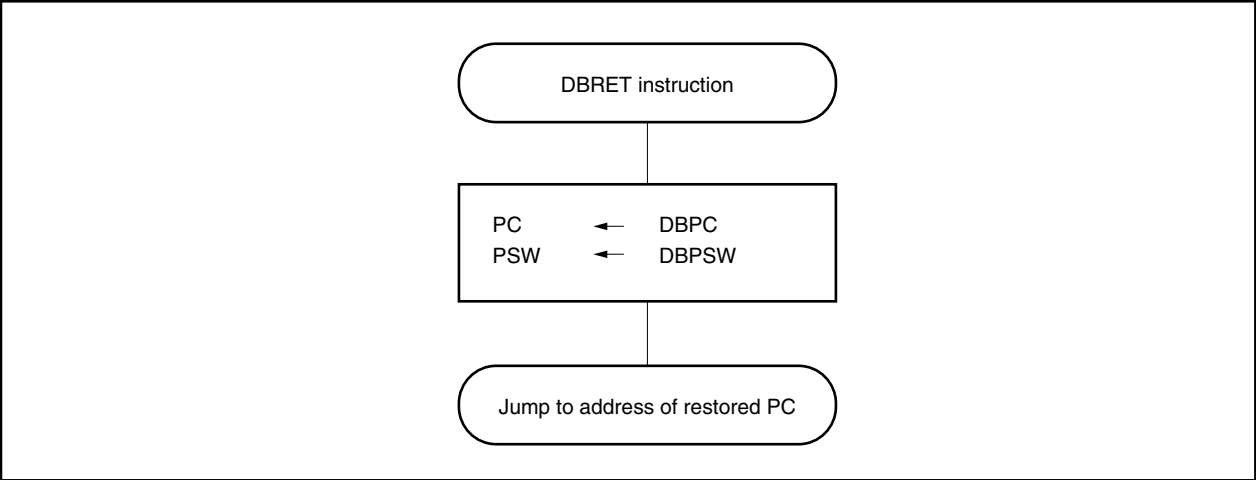 DBRET instruction
PC ← DBPC
PSW ← DBPSW
Jump to address of restored PC